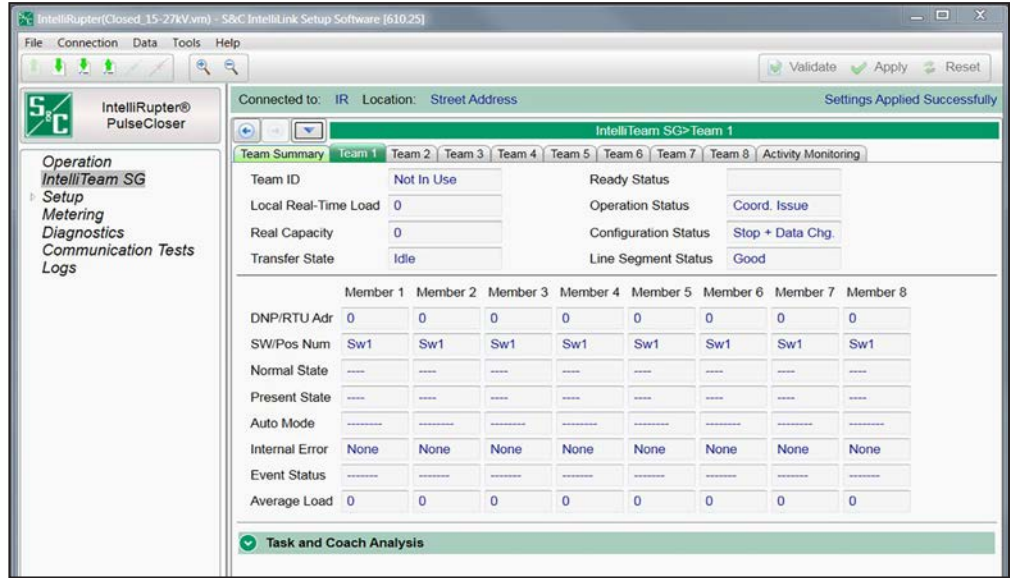 IntelliRupter(Closed_15-27kV.vm) - S&C IntelliLink Setup Software [610.25]
File Connection Data Tools Help
Validate Apply Reset
S&C
IntelliRupter®
PulseCloser
Operation
IntelliTeam SG
Setup
Metering
Diagnostics
Communication Tests
Logs
Connected to: IR Location: Street Address Settings Applied Successfully
IntelliTeam SG>Team 1
Team Summary Team 1 Team 2 Team 3 Team 4 Team 5 Team 6 Team 7 Team 8 Activity Monitoring
Team ID Not In Use Ready Status
Local Real-Time Load 0 Operation Status Coord. Issue
Real Capacity 0 Configuration Status Stop + Data Chg.
Transfer State Idle Line Segment Status Good
Member 1 Member 2 Member 3 Member 4 Member 5 Member 6 Member 7 Member 8
DNP/RTU Adr 0 0 0 0 0 0 0 0
SW/Pos Num Sw1 Sw1 Sw1 Sw1 Sw1 Sw1 Sw1 Sw1
Normal State ---- ---- ---- ---- ---- ---- ---- ----
Present State ---- ---- ---- ---- ---- ---- ---- ----
Auto Mode -------- -------- -------- -------- -------- -------- -------- --------
Internal Error None None None None None None None None
Event Status ------- ------- ------- ------- ------- ------- ------- -------
Average Load 0 0 0 0 0 0 0 0
Task and Coach Analysis